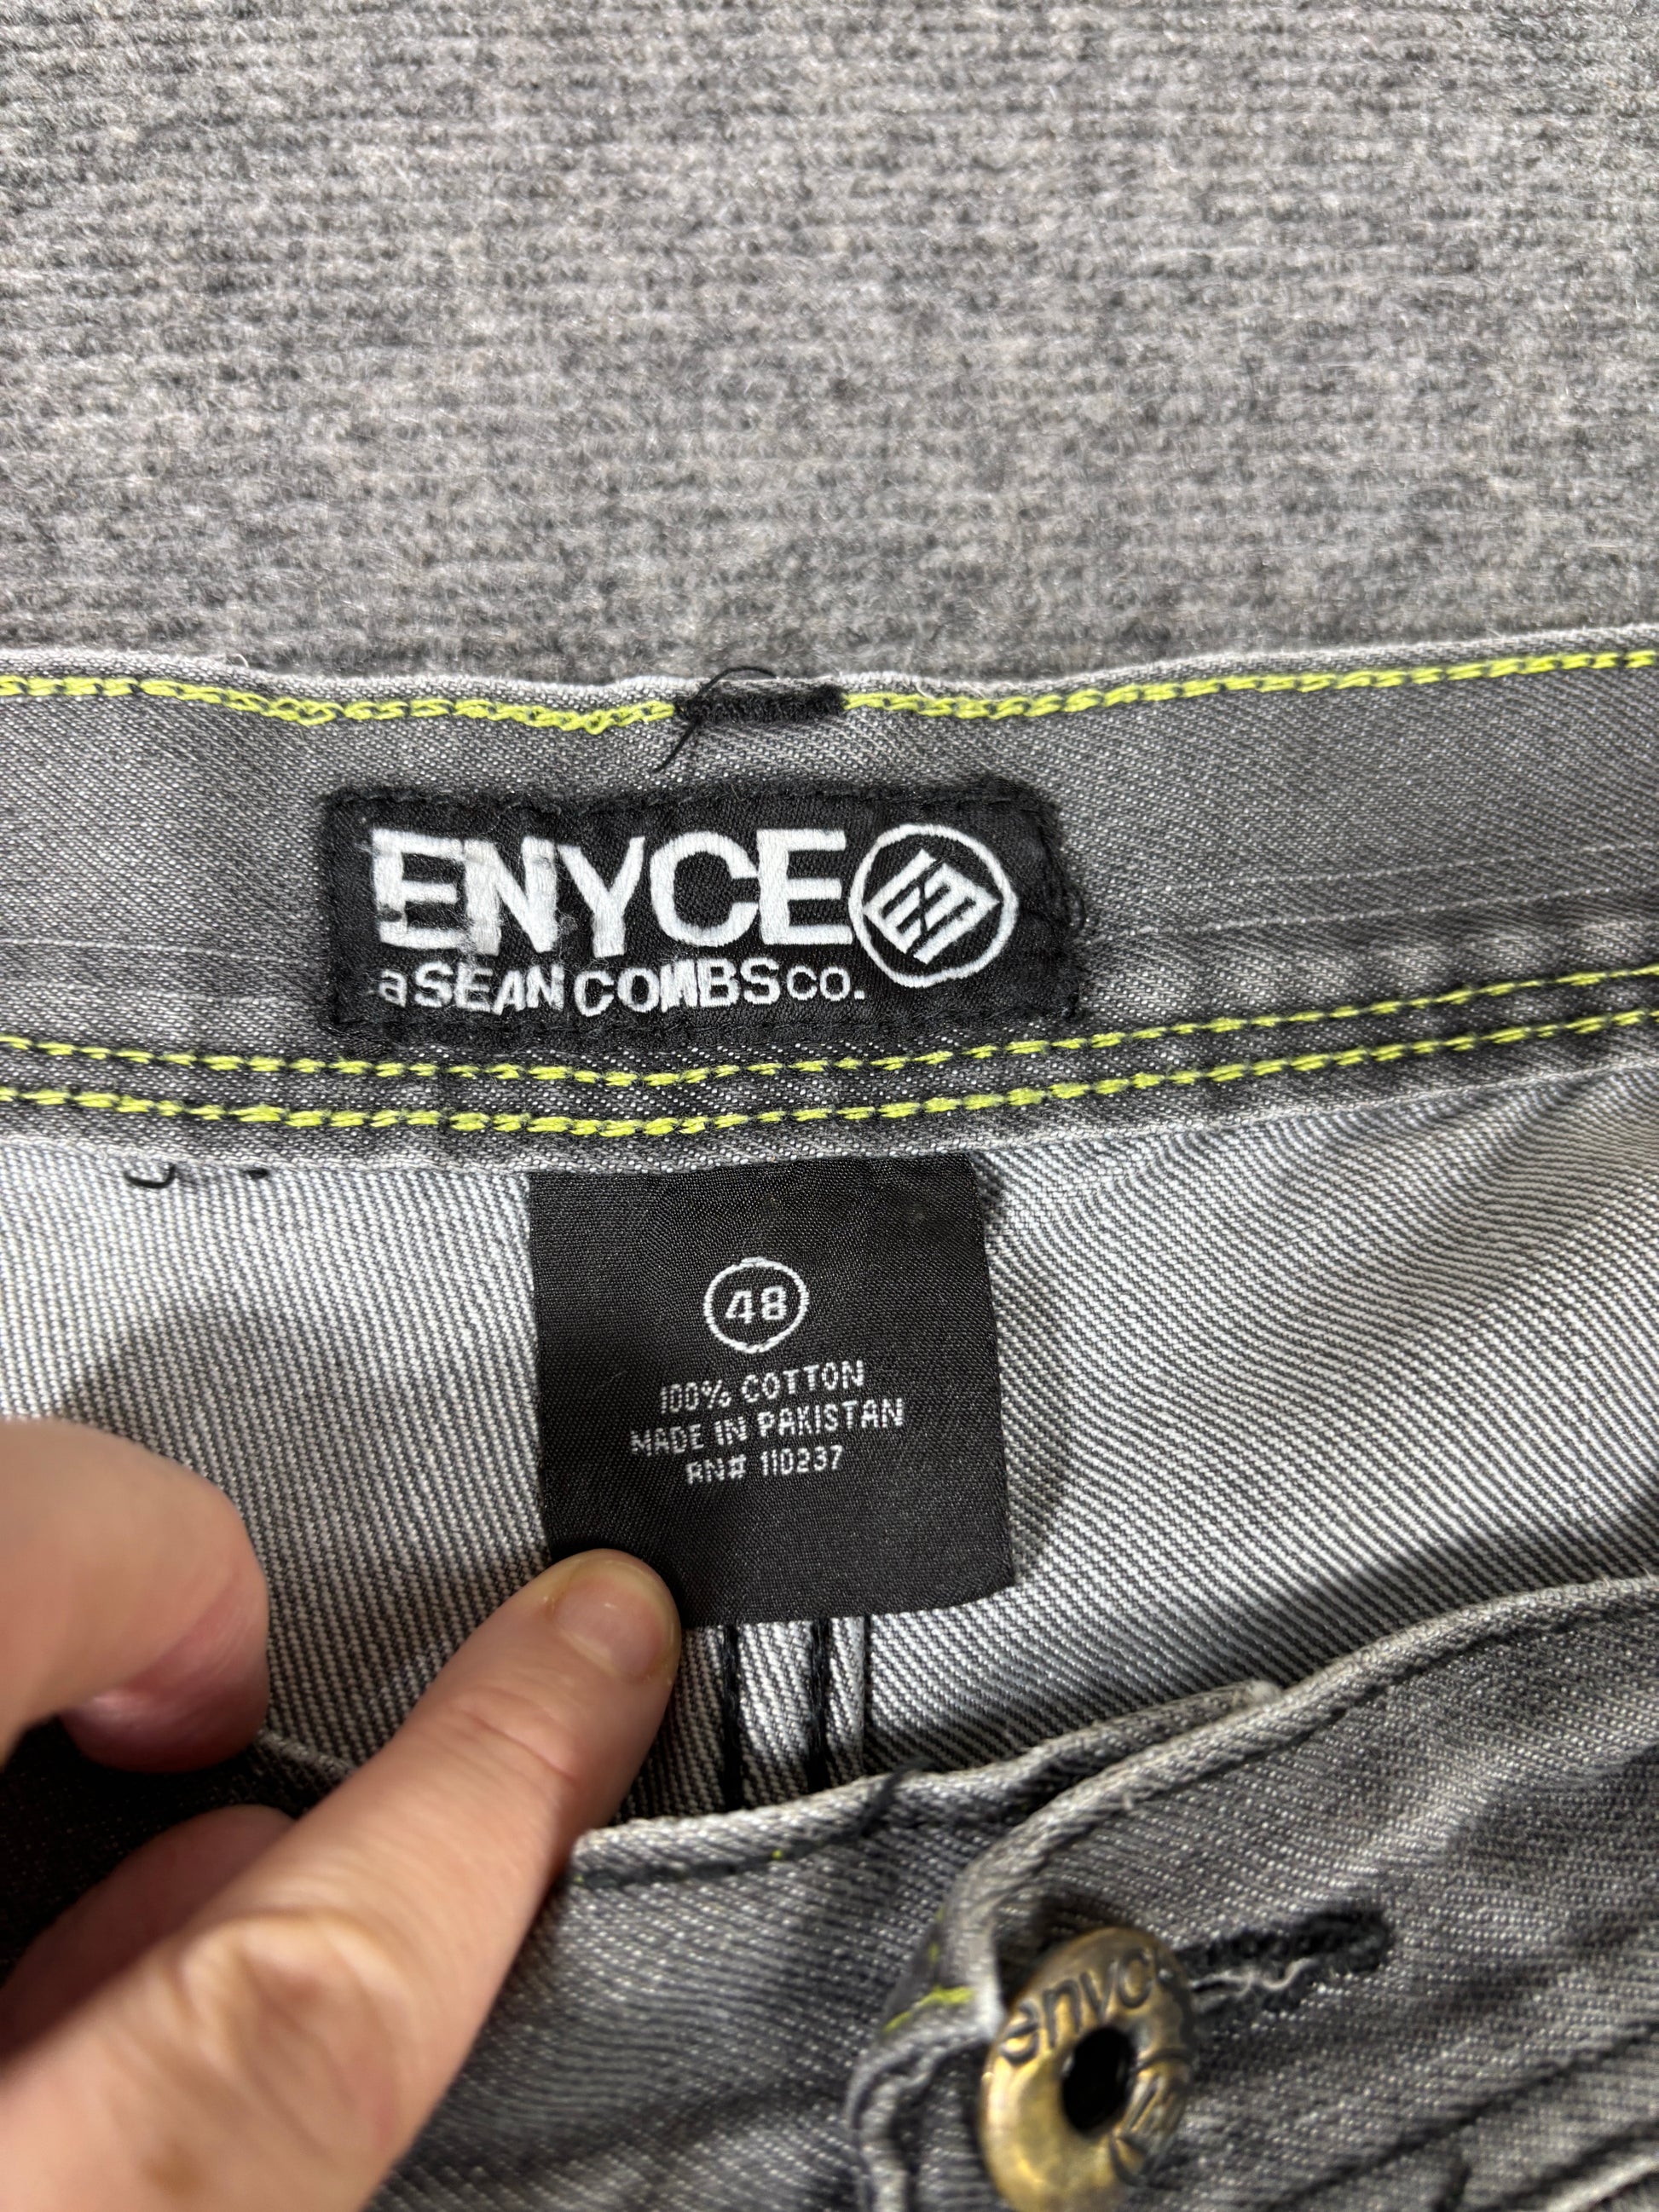 ENYCE
a SEAN COMBS co.
48
100% COTTON
MADE IN PAKISTAN
RN# 110237
enyce